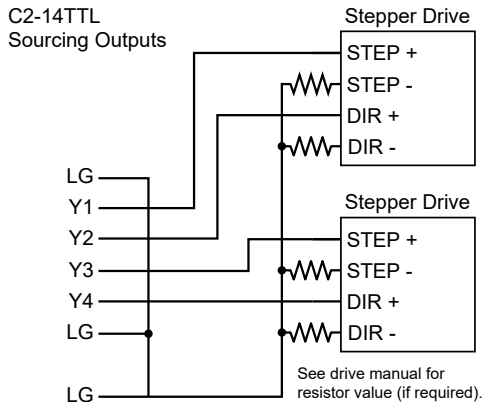 C2-14TTL
Sourcing Outputs
Stepper Drive
STEP +
STEP -
DIR +
DIR -
LG
Y1
Y2
Y3
Y4
LG
LG
Stepper Drive
STEP +
STEP -
DIR +
DIR -
See drive manual for
resistor value (if required).